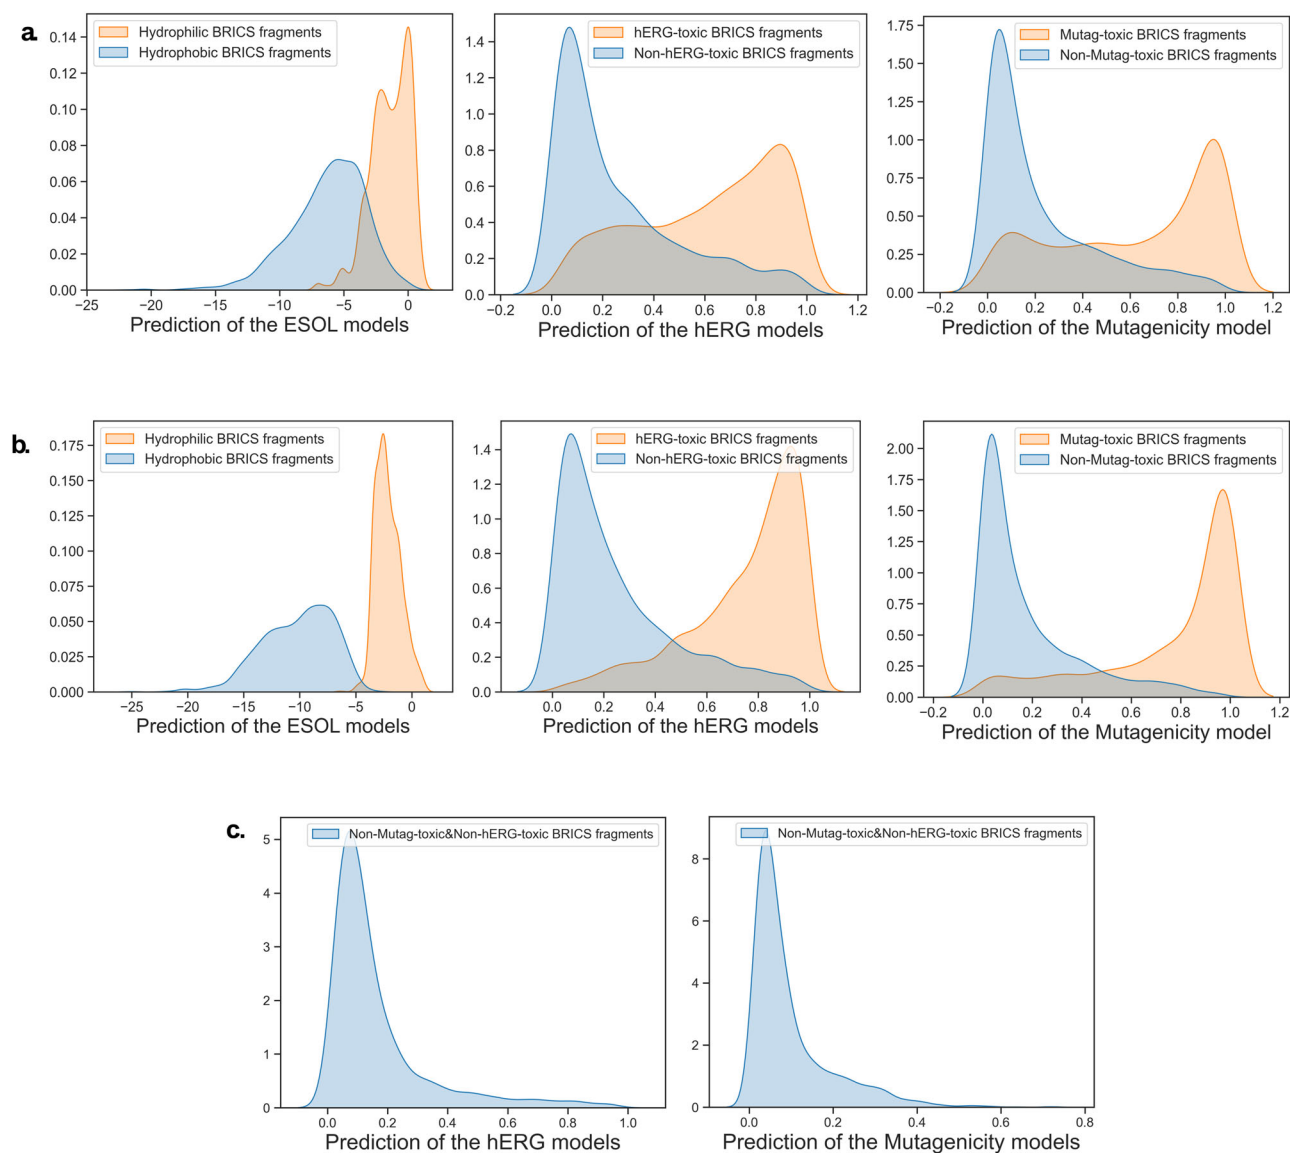 a.
Hydrophilic BRICS fragments
Hydrophobic BRICS fragments
0.14
0.12
0.10
0.08
0.06
0.04
0.02
0.00
−25 −20 −15 −10 −5 0
Prediction of the ESOL models
hERG-toxic BRICS fragments
Non-hERG-toxic BRICS fragments
1.4
1.2
1.0
0.8
0.6
0.4
0.2
0.0
−0.2 0.0 0.2 0.4 0.6 0.8 1.0 1.2
Prediction of the hERG models
Mutag-toxic BRICS fragments
Non-Mutag-toxic BRICS fragments
1.75
1.50
1.25
1.00
0.75
0.50
0.25
0.00
−0.2 0.0 0.2 0.4 0.6 0.8 1.0 1.2
Prediction of the Mutagenicity model
b.
Hydrophilic BRICS fragments
Hydrophobic BRICS fragments
0.175
0.150
0.125
0.100
0.075
0.050
0.025
0.000
−25 −20 −15 −10 −5 0
Prediction of the ESOL models
hERG-toxic BRICS fragments
Non-hERG-toxic BRICS fragments
1.4
1.2
1.0
0.8
0.6
0.4
0.2
0.0
0.0 0.2 0.4 0.6 0.8 1.0
Prediction of the hERG models
Mutag-toxic BRICS fragments
Non-Mutag-toxic BRICS fragments
2.00
1.75
1.50
1.25
1.00
0.75
0.50
0.25
0.00
−0.2 0.0 0.2 0.4 0.6 0.8 1.0 1.2
Prediction of the Mutagenicity model
c.
Non-Mutag-toxic&Non-hERG-toxic BRICS fragments
5
4
3
2
1
0
0.0 0.2 0.4 0.6 0.8 1.0
Prediction of the hERG models
Non-Mutag-toxic&Non-hERG-toxic BRICS fragments
8
6
4
2
0
0.0 0.2 0.4 0.6 0.8
Prediction of the Mutagenicity models